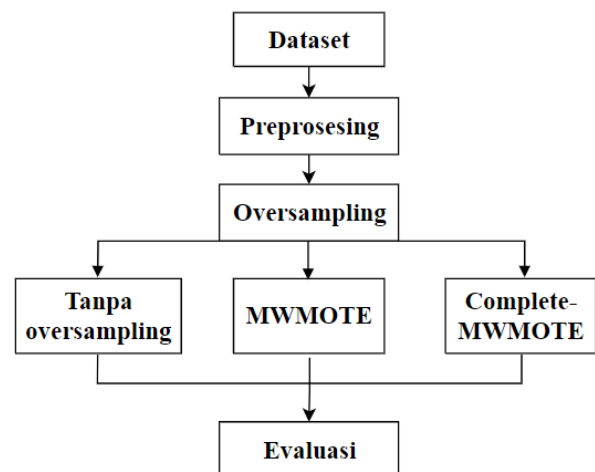 Dataset
Preprosesing
Oversampling
Tanpa
oversampling
MWMOTE
Complete-
MWMOTE
Evaluasi